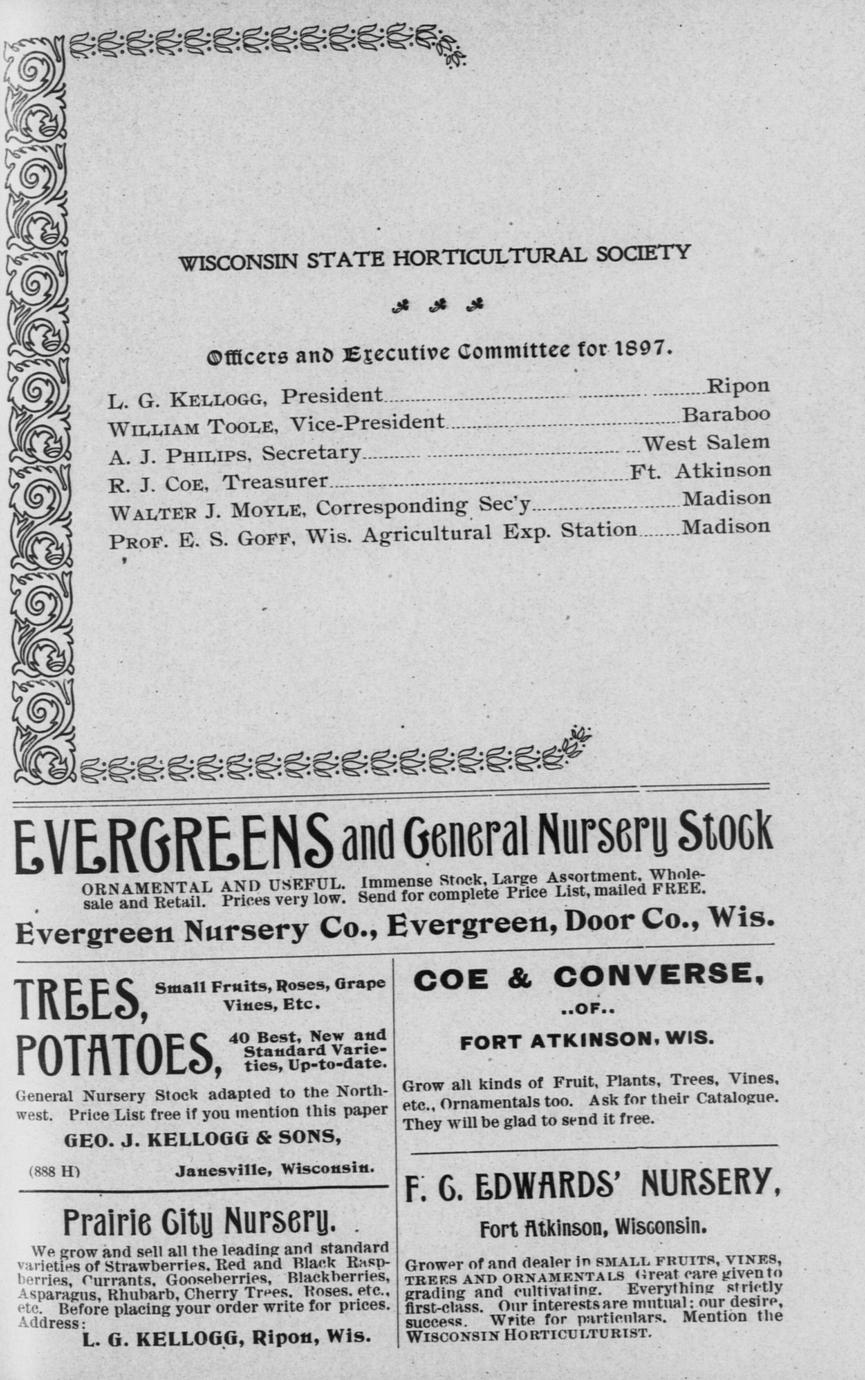 WISCONSIN STATE HORTICULTURAL SOCIETY
Officers and Executive Committee for 1897.
L. G. KELLOGG, President ........ Ripon
WILLIAM TOOLE, Vice-President ........ Baraboo
A. J. PHILIPS, Secretary ........ West Salem
R. J. COE, Treasurer ........ Ft. Atkinson
WALTER J. MOYLE, Corresponding Sec'y ........ Madison
PROF. E. S. GOFF, Wis. Agricultural Exp. Station ........ Madison
EVERGREENS and General Nursery Stock
ORNAMENTAL AND USEFUL. Immense Stock, Large Assortment. Whole-
sale and Retail. Prices very low. Send for complete Price List, mailed FREE.
Evergreen Nursery Co., Evergreen, Door Co., Wis.
TREES, Small Fruits, Roses, Grape
Vines, Etc.
POTATOES, 40 Best, New and
Standard Varie-
ties, Up-to-date.
General Nursery Stock adapted to the North-
west. Price List free if you mention this paper
GEO. J. KELLOGG & SONS,
(888 H) Janesville, Wisconsin.
Prairie City Nursery.
We grow and sell all the leading and standard
varieties of Strawberries, Red and Black Rasp-
berries, Currants, Gooseberries, Blackberries,
Asparagus, Rhubarb, Cherry Trees, Roses, etc.,
etc. Before placing your order write for prices.
Address:
L. G. KELLOGG, Ripon, Wis.
COE & CONVERSE,
..OF..
FORT ATKINSON, WIS.
Grow all kinds of Fruit, Plants, Trees, Vines,
etc., Ornamentals too. Ask for their Catalogue.
They will be glad to send it free.
F. G. EDWARDS' NURSERY,
Fort Atkinson, Wisconsin.
Grower of and dealer in SMALL FRUITS, VINES,
TREES AND ORNAMENTALS Great care given to
grading and cultivating. Everything strictly
first-class. Our interests are mutual: our desire,
success. Write for particulars. Mention the
WISCONSIN HORTICULTURIST.